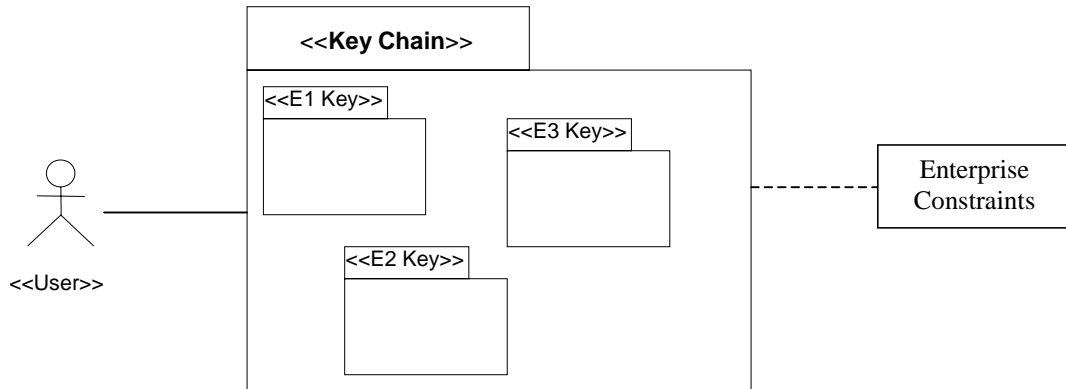 <<Key Chain>>
<<E1 Key>>
<<E3 Key>>
Enterprise
Constraints
<<E2 Key>>
<<User>>